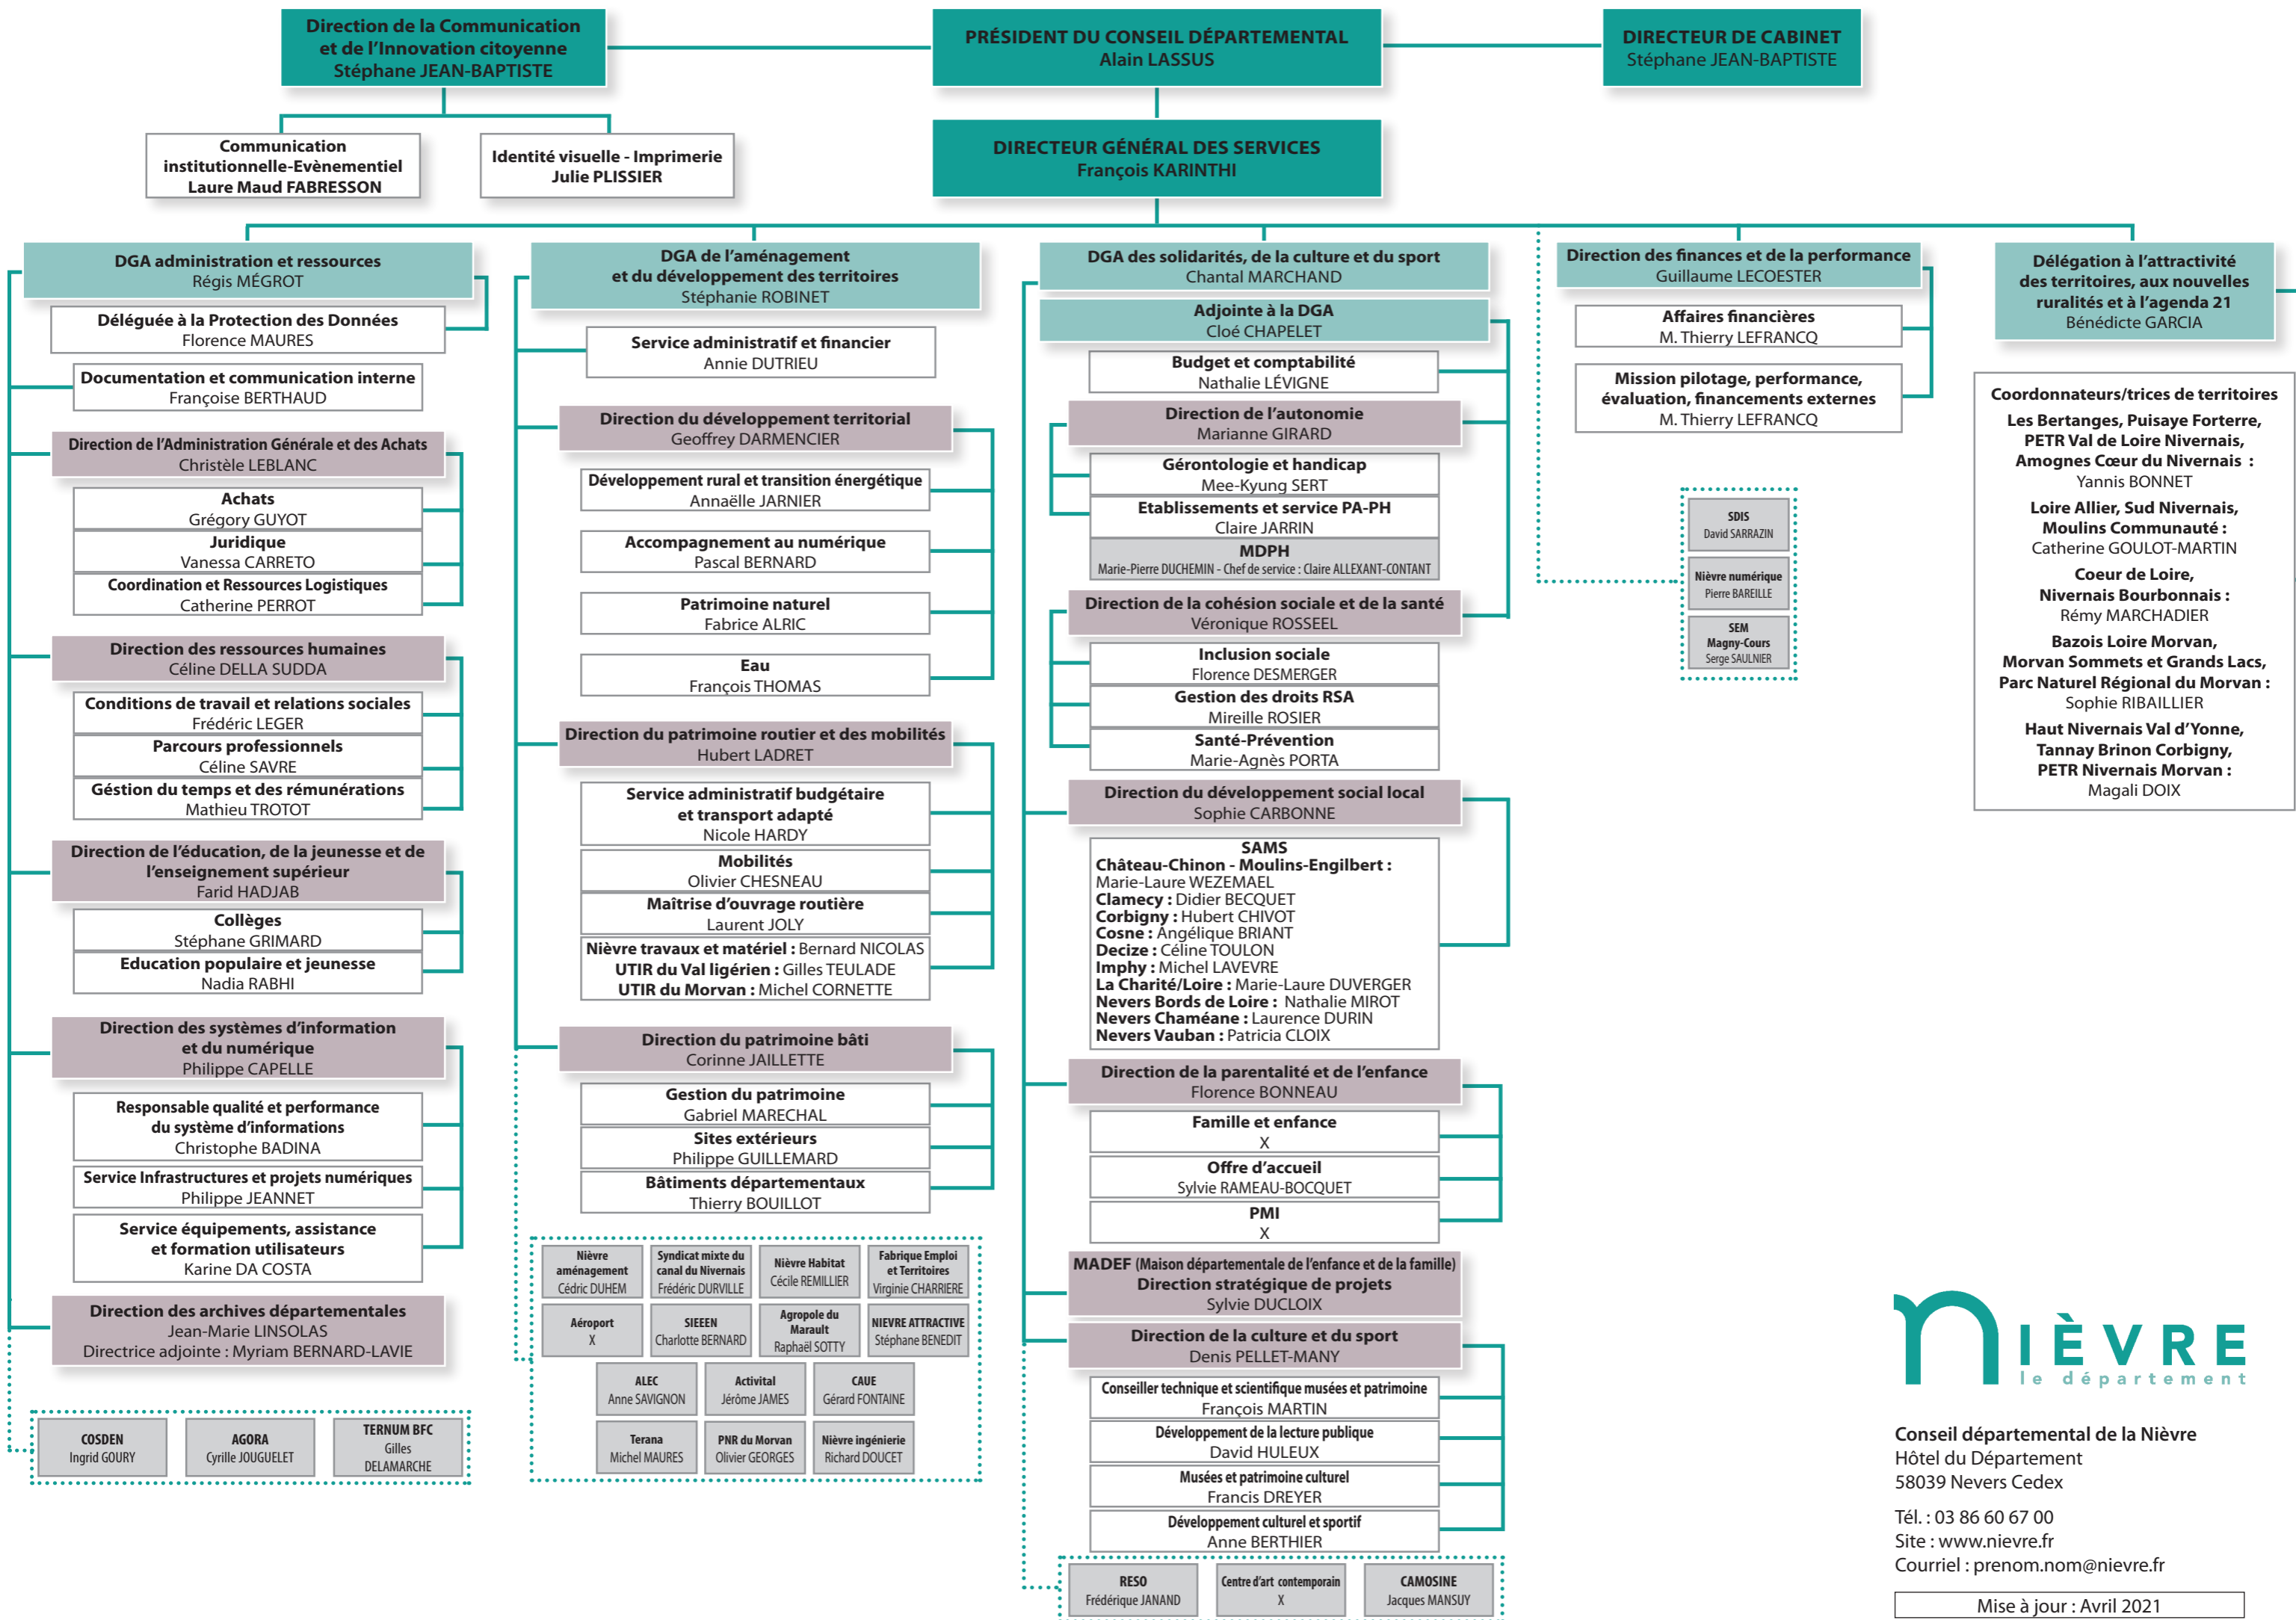 Direction de la Communication
et de l'Innovation citoyenne
Stéphane JEAN-BAPTISTE
PRÉSIDENT DU CONSEIL DÉPARTEMENTAL
Alain LASSUS
DIRECTEUR DE CABINET
Stéphane JEAN-BAPTISTE
Communication
institutionnelle-Evènementiel
Laure Maud FABRESSON
Identité visuelle - Imprimerie
Julie PLISSIER
DIRECTEUR GÉNÉRAL DES SERVICES
François KARINTHI
DGA administration et ressources
Régis MÉGROT
Déléguée à la Protection des Données
Florence MAURES
Documentation et communication interne
Françoise BERTHAUD
Direction de l'Administration Générale et des Achats
Christèle LEBLANC
Achats
Grégory GUYOT
Juridique
Vanessa CARRETO
Coordination et Ressources Logistiques
Catherine PERROT
Direction des ressources humaines
Céline DELLA SUDDA
Conditions de travail et relations sociales
Frédéric LEGER
Parcours professionnels
Céline SAVRE
Géstion du temps et des rémunérations
Mathieu TROTOT
Direction de l'éducation, de la jeunesse et de
l'enseignement supérieur
Farid HADJAB
Collèges
Stéphane GRIMARD
Education populaire et jeunesse
Nadia RABHI
Direction des systèmes d'information
et du numérique
Philippe CAPELLE
Responsable qualité et performance
du système d'informations
Christophe BADINA
Service Infrastructures et projets numériques
Philippe JEANNET
Service équipements, assistance
et formation utilisateurs
Karine DA COSTA
Direction des archives départementales
Jean-Marie LINSOLAS
Directrice adjointe : Myriam BERNARD-LAVIE
COSDEN
Ingrid GOURY
AGORA
Cyrille JOUGUELET
TERNUM BFC
Gilles
DELAMARCHE
DGA de l'aménagement
et du développement des territoires
Stéphanie ROBINET
Service administratif et financier
Annie DUTRIEU
Direction du développement territorial
Geoffrey DARMENCIER
Développement rural et transition énergétique
Annaëlle JARNIER
Accompagnement au numérique
Pascal BERNARD
Patrimoine naturel
Fabrice ALRIC
Eau
François THOMAS
Direction du patrimoine routier et des mobilités
Hubert LADRET
Service administratif budgétaire
et transport adapté
Nicole HARDY
Mobilités
Olivier CHESNEAU
Maîtrise d'ouvrage routière
Laurent JOLY
Nièvre travaux et matériel : Bernard NICOLAS
UTIR du Val ligérien : Gilles TEULADE
UTIR du Morvan : Michel CORNETTE
Direction du patrimoine bâti
Corinne JAILLETTE
Gestion du patrimoine
Gabriel MARECHAL
Sites extérieurs
Philippe GUILLEMARD
Bâtiments départementaux
Thierry BOUILLOT
Nièvre
aménagement
Cédric DUHEM
Syndicat mixte du
canal du Nivernais
Frédéric DURVILLE
Nièvre Habitat
Cécile REMILLIER
Fabrique Emploi
et Territoires
Virginie CHARRIERE
Aéroport
X
SIEEEN
Charlotte BERNARD
Agropole du
Marault
Raphaël SOTTY
NIEVRE ATTRACTIVE
Stéphane BENEDIT
ALEC
Anne SAVIGNON
Activital
Jérôme JAMES
CAUE
Gérard FONTAINE
Terana
Michel MAURES
PNR du Morvan
Olivier GEORGES
Nièvre ingénierie
Richard DOUCET
DGA des solidarités, de la culture et du sport
Chantal MARCHAND
Adjointe à la DGA
Cloé CHAPELET
Budget et comptabilité
Nathalie LÉVIGNE
Direction de l'autonomie
Marianne GIRARD
Gérontologie et handicap
Mee-Kyung SERT
Etablissements et service PA-PH
Claire JARRIN
MDPH
Marie-Pierre DUCHEMIN - Chef de service : Claire ALLEXANT-CONTANT
Direction de la cohésion sociale et de la santé
Véronique ROSSEEL
Inclusion sociale
Florence DESMERGER
Gestion des droits RSA
Mireille ROSIER
Santé-Prévention
Marie-Agnès PORTA
Direction du développement social local
Sophie CARBONNE
SAMS
Château-Chinon - Moulins-Engilbert :
Marie-Laure WEZEMAEL
Clamecy : Didier BECQUET
Corbigny : Hubert CHIVOT
Cosne : Angélique BRIANT
Decize : Céline TOULON
Imphy : Michel LAVEVRE
La Charité/Loire : Marie-Laure DUVERGER
Nevers Bords de Loire : Nathalie MIROT
Nevers Chaméane : Laurence DURIN
Nevers Vauban : Patricia CLOIX
Direction de la parentalité et de l'enfance
Florence BONNEAU
Famille et enfance
X
Offre d'accueil
Sylvie RAMEAU-BOCQUET
PMI
X
MADEF (Maison départementale de l'enfance et de la famille)
Direction stratégique de projets
Sylvie DUCLOIX
Direction de la culture et du sport
Denis PELLET-MANY
Conseiller technique et scientifique musées et patrimoine
François MARTIN
Développement de la lecture publique
David HULEUX
Musées et patrimoine culturel
Francis DREYER
Développement culturel et sportif
Anne BERTHIER
RESO
Frédérique JANAND
Centre d'art contemporain
X
CAMOSINE
Jacques MANSUY
Direction des finances et de la performance
Guillaume LECOESTER
Affaires financières
M. Thierry LEFRANCQ
Mission pilotage, performance,
évaluation, financements externes
M. Thierry LEFRANCQ
SDIS
David SARRAZIN
Nièvre numérique
Pierre BAREILLE
SEM
Magny-Cours
Serge SAULNIER
Délégation à l'attractivité
des territoires, aux nouvelles
ruralités et à l'agenda 21
Bénédicte GARCIA
Coordonnateurs/trices de territoires
Les Bertanges, Puisaye Forterre,
PETR Val de Loire Nivernais,
Amognes Cœur du Nivernais :
Yannis BONNET
Loire Allier, Sud Nivernais,
Moulins Communauté :
Catherine GOULOT-MARTIN
Coeur de Loire,
Nivernais Bourbonnais :
Rémy MARCHADIER
Bazois Loire Morvan,
Morvan Sommets et Grands Lacs,
Parc Naturel Régional du Morvan :
Sophie RIBAILLIER
Haut Nivernais Val d'Yonne,
Tannay Brinon Corbigny,
PETR Nivernais Morvan :
Magali DOIX
nIÈVRE
le département
Conseil départemental de la Nièvre
Hôtel du Département
58039 Nevers Cedex
Tél. : 03 86 60 67 00
Site : www.nievre.fr
Courriel : prenom.nom@nievre.fr
Mise à jour : Avril 2021